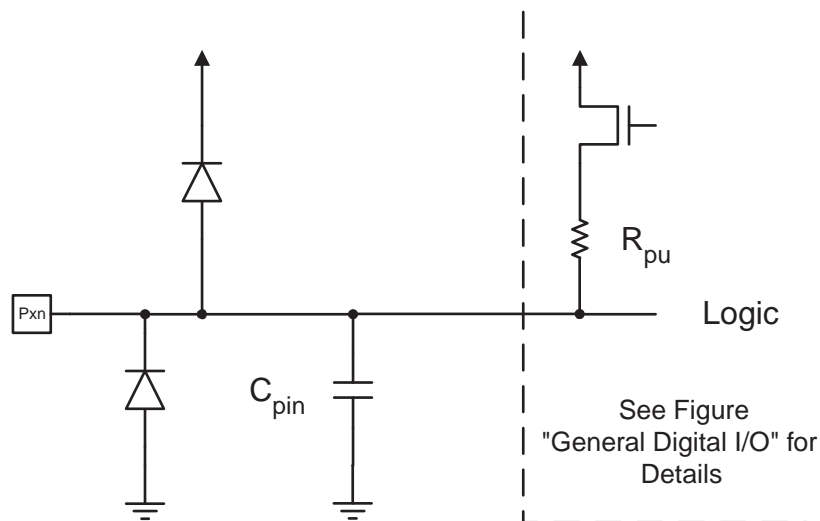 R pu
Pxn
Logic
C pin
See Figure
"General Digital I/O" for
Details